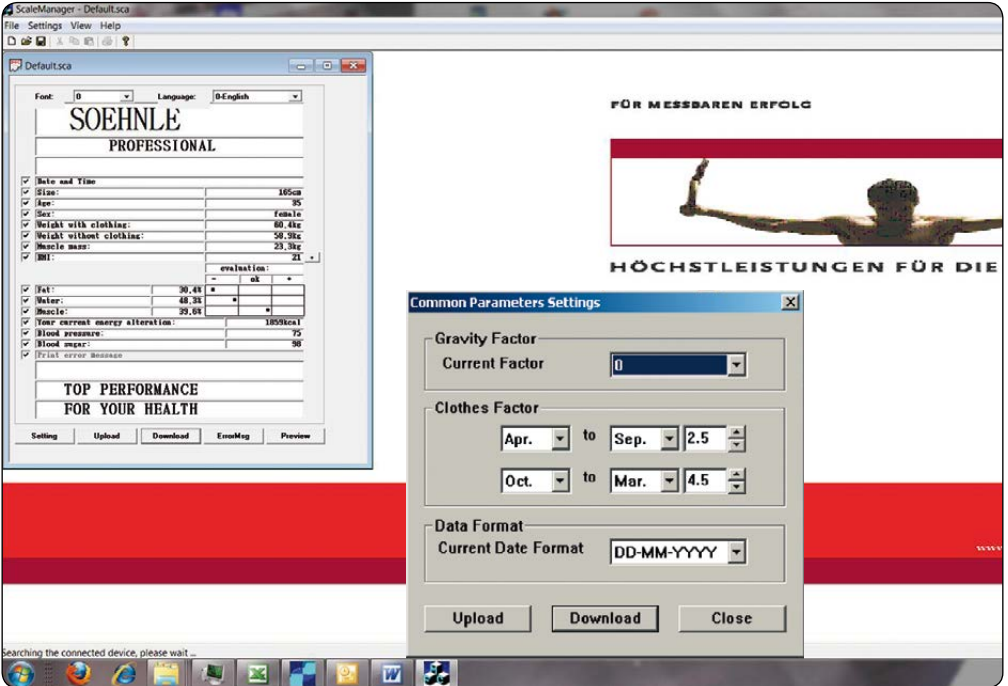 ScaleManager - Default.sca
File Settings View Help
Default.sca
Font: 0 Language: 0-English
SOEHNLE
PROFESSIONAL
Date and Time
Size: 165cm
Age: 35
Sex: female
Weight with clothing: 60,4kg
Weight without clothing: 58,9kg
Muscle mass: 23,3kg
BMI: 21
evaluation:
- ok +
Fat: 30,4%
Water: 48,3%
Muscle: 39,6%
Your current energy alteration: 1859kcal
Blood pressure: 75
Blood sugar: 98
Print error message
TOP PERFORMANCE
FOR YOUR HEALTH
Setting Upload Download ErrorMsg Preview
FÜR MESSBAREN ERFOLG
HÖCHSTLEISTUNGEN FÜR DIE
Common Parameters Settings
Gravity Factor
Current Factor 0
Clothes Factor
Apr. to Sep. 2.5
Oct. to Mar. 4.5
Data Format
Current Date Format DD-MM-YYYY
Upload Download Close
Searching the connected device, please wait ...